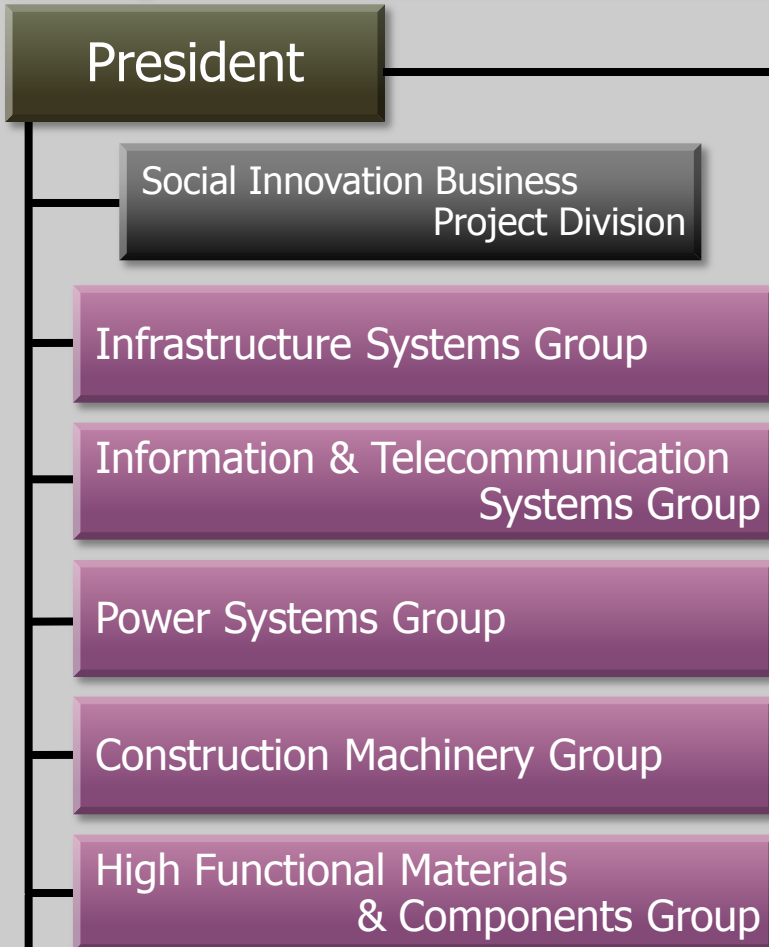 President
Social Innovation Business
Project Division
Infrastructure Systems Group
Information & Telecommunication
Systems Group
Power Systems Group
Construction Machinery Group
High Functional Materials
& Components Group